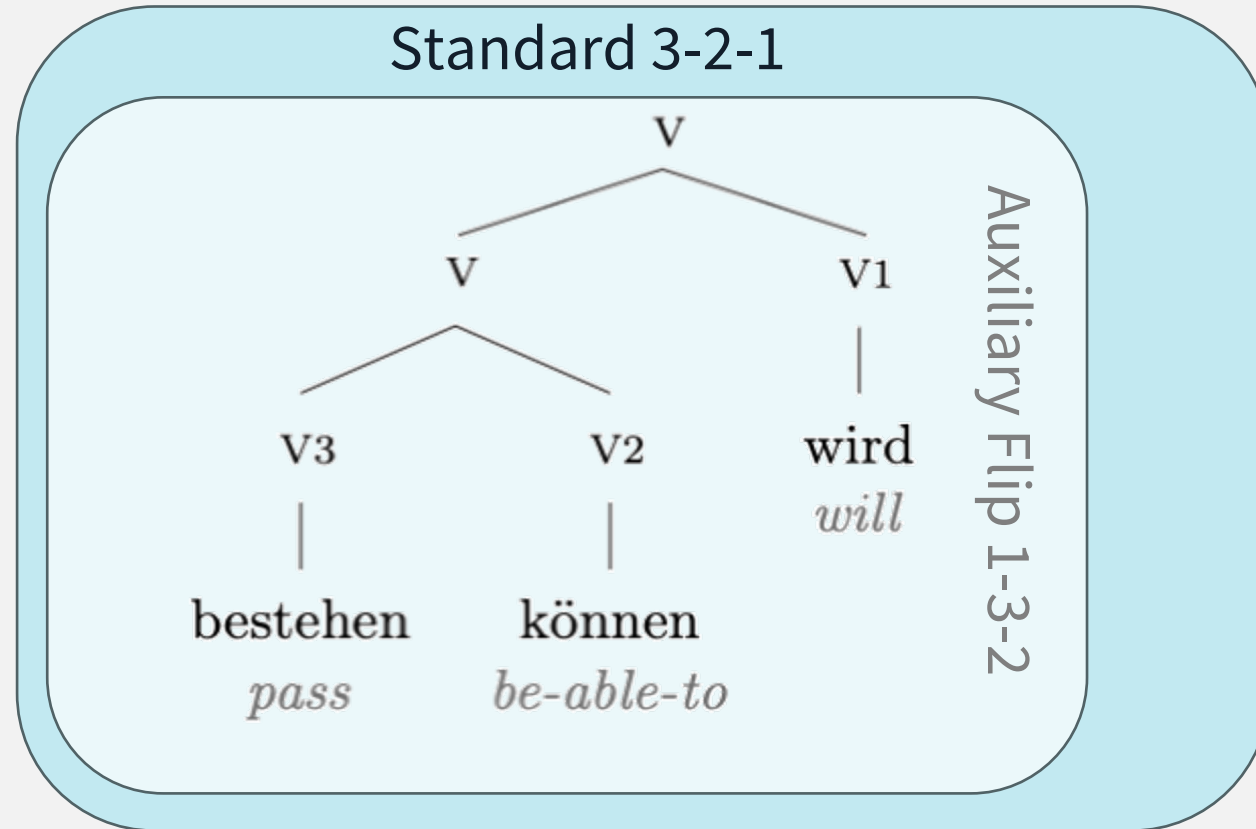 Standard 3-2-1
V
V V1
V3 V2 wird
will
bestehen können
pass be-able-to
Auxiliary Flip 1-3-2